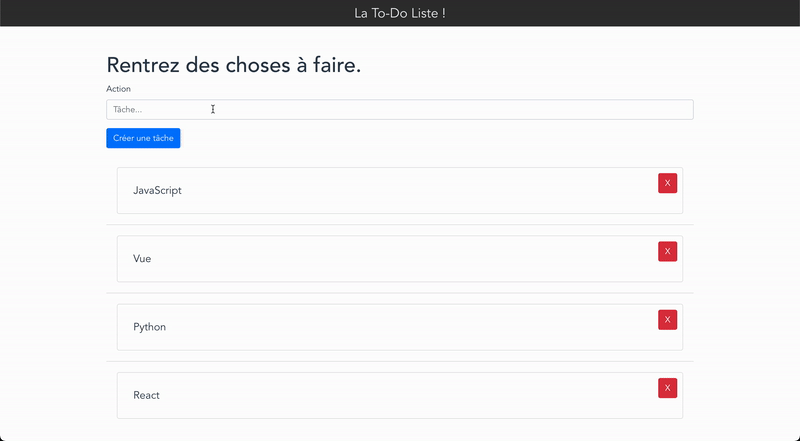 La To-Do Liste !
Rentrez des choses à faire.
Action
Tâche...
Créer une tâche
JavaScript
X
Vue
X
Python
X
React
X